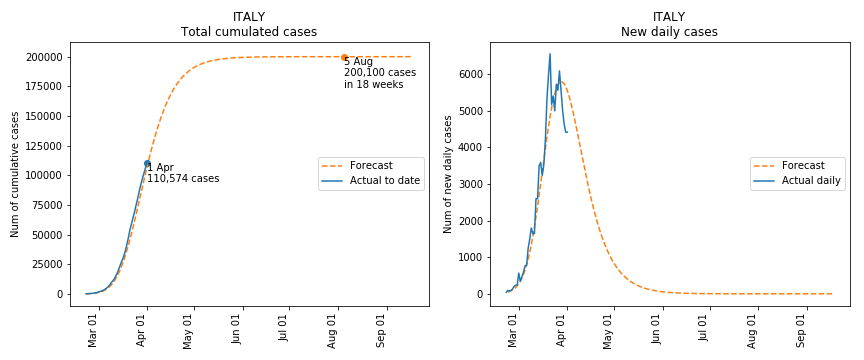 ITALY
Total cumulated cases
Num of cumulative cases
200000
175000
150000
125000
100000
75000
50000
25000
0
5 Aug
200,100 cases
in 18 weeks
1 Apr
110,574 cases
Forecast
Actual to date
Mar 01
Apr 01
May 01
Jun 01
Jul 01
Aug 01
Sep 01
ITALY
New daily cases
Num of new daily cases
6000
5000
4000
3000
2000
1000
0
Forecast
Actual daily
Mar 01
Apr 01
May 01
Jun 01
Jul 01
Aug 01
Sep 01